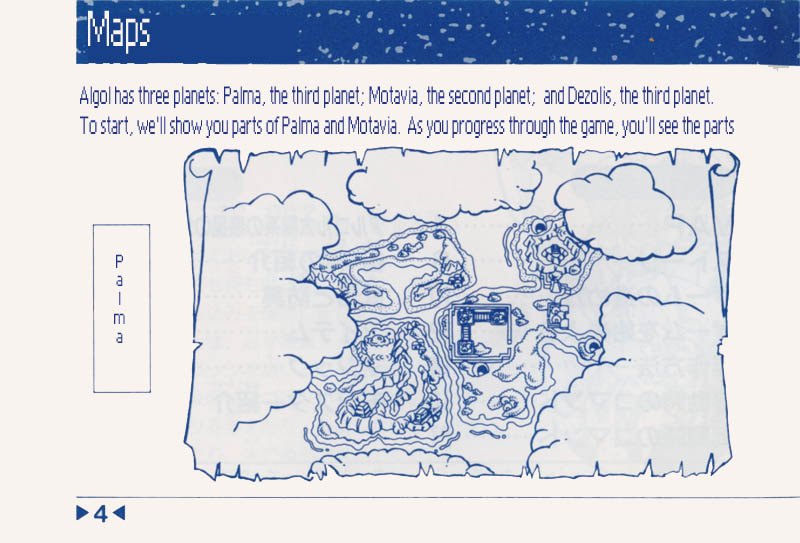 Maps
Algol has three planets: Palma, the third planet; Motavia, the second planet; and Dezolis, the third planet.
To start, we'll show you parts of Palma and Motavia. As you progress through the game, you'll see the parts
Palma
▶4◀